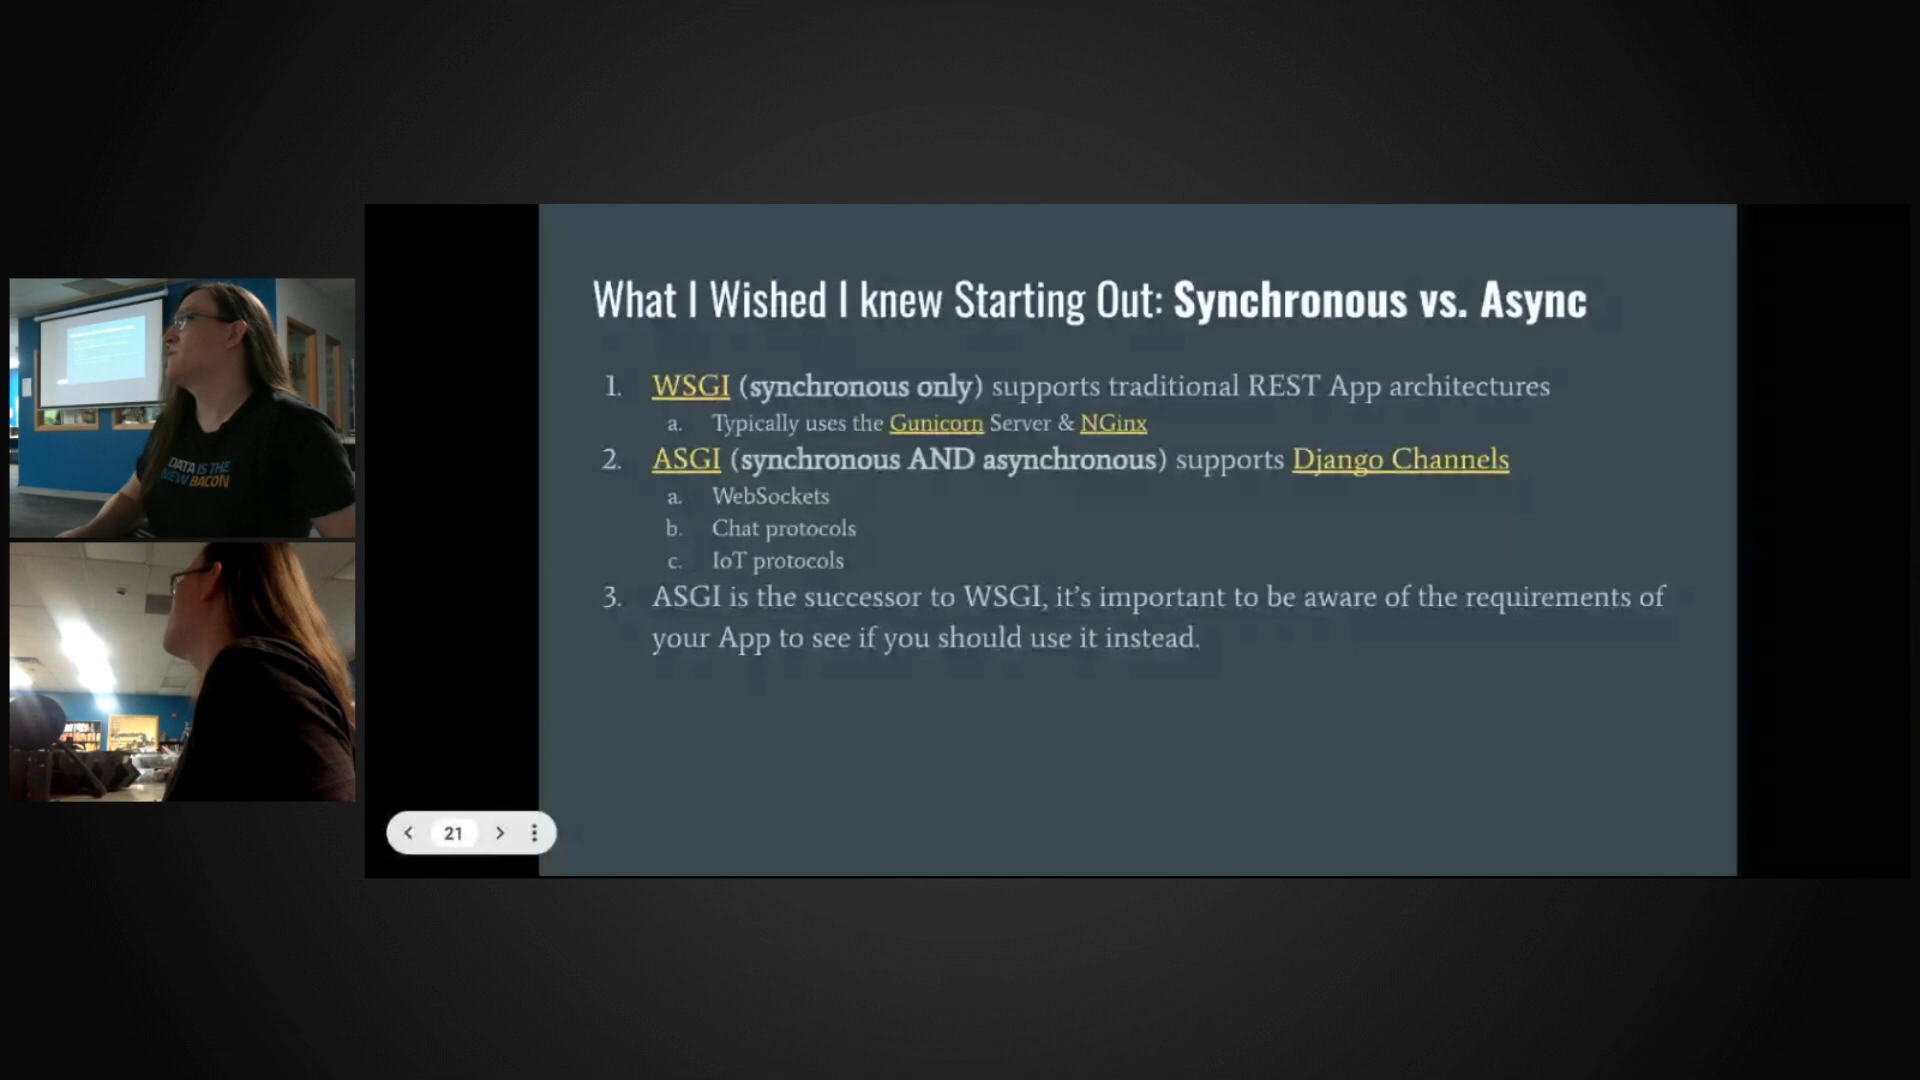 DATA IS THE
NEW BACON
What I Wished I knew Starting Out: Synchronous vs. Async
1. WSGI (synchronous only) supports traditional REST App architectures
a. Typically uses the Gunicorn Server & NGinx
2. ASGI (synchronous AND asynchronous) supports Django Channels
a. WebSockets
b. Chat protocols
c. IoT protocols
3. ASGI is the successor to WSGI, it’s important to be aware of the requirements of
your App to see if you should use it instead.
21